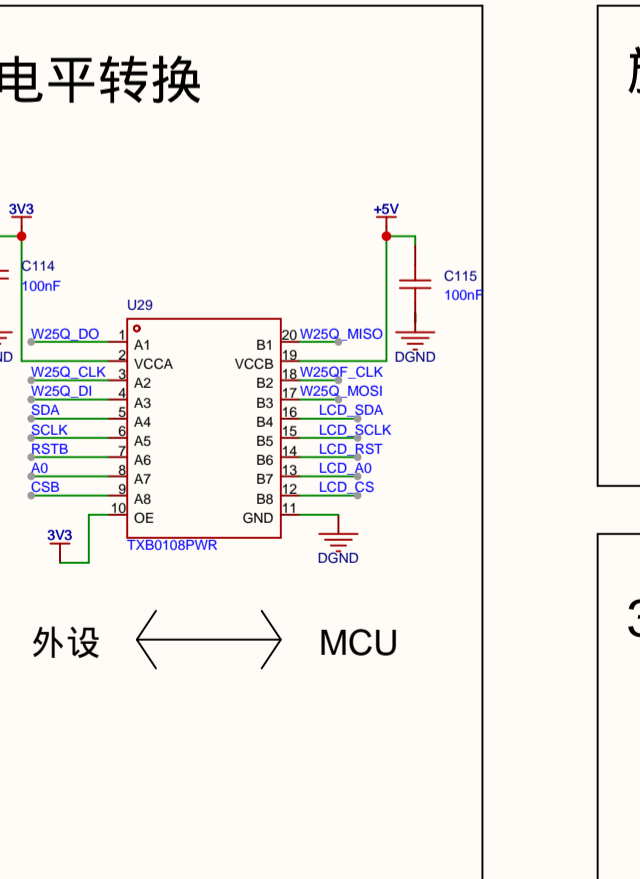 电平转换
3V3
+5V
C114
100nF
C115
100nF
U29
W25Q_DO 1 A1 B1 20 W25Q_MISO
2 VCCA VCCB 19
W25Q_CLK 3 A2 B2 18 W25QF_CLK
W25Q_DI 4 A3 B3 17 W25Q_MOSI
SDA 5 A4 B4 16 LCD_SDA
SCLK 6 A5 B5 15 LCD_SCLK
RSTB 7 A6 B6 14 LCD_RST
A0 8 A7 B7 13 LCD_A0
CSB 9 A8 B8 12 LCD_CS
10 OE GND 11
DGND
3V3
TXB0108PWR
DGND
外设
MCU